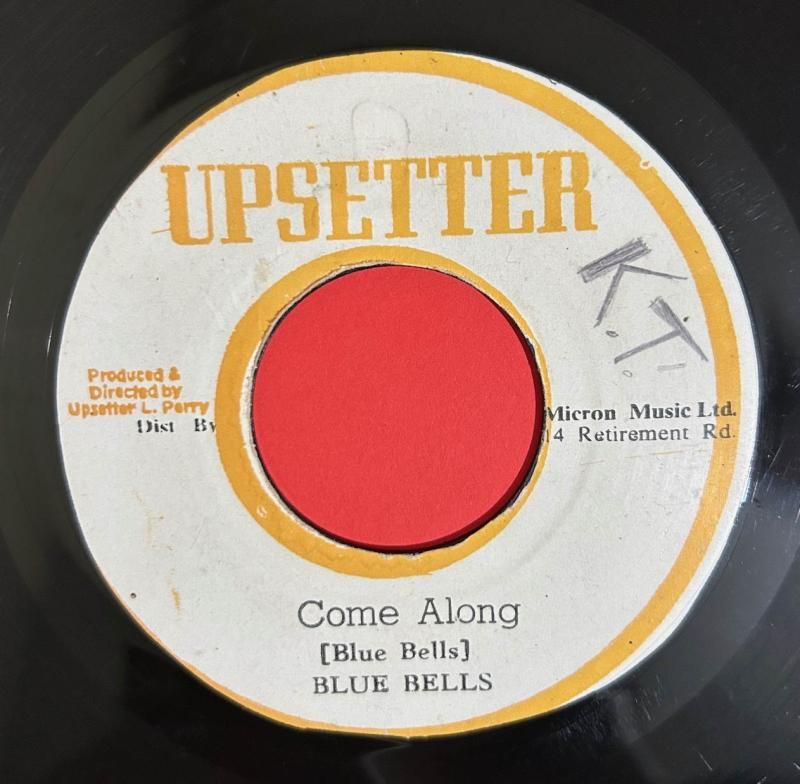 UPSETTER
K.T.
Produced &
Directed by
Upsetter L. Perry
Dist By
Micron Music Ltd.
14 Retirement Rd.
Come Along
[Blue Bells]
BLUE BELLS